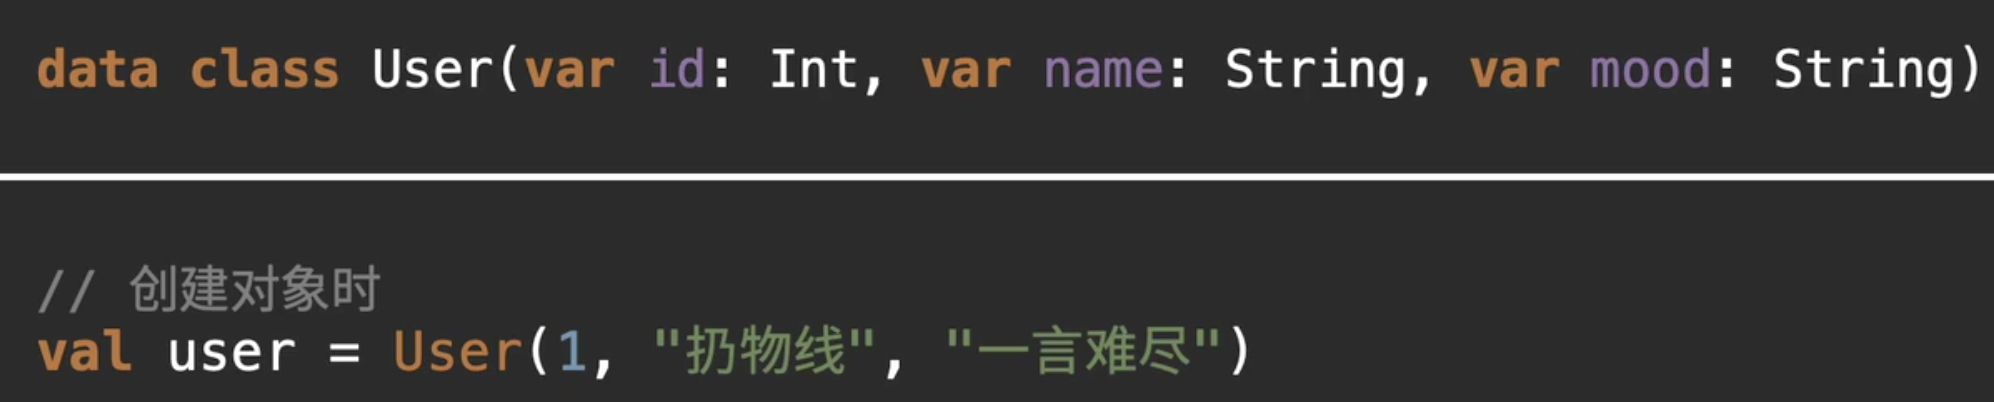 data class User(var id: Int, var name: String, var mood: String)
// 创建对象时
val user = User(1, "扔物线", "一言难尽")